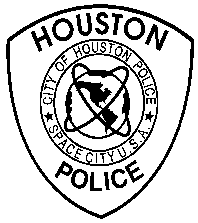 HOUSTON
CITY OF HOUSTON POLICE
SPACE CITY U.S.A.
POLICE